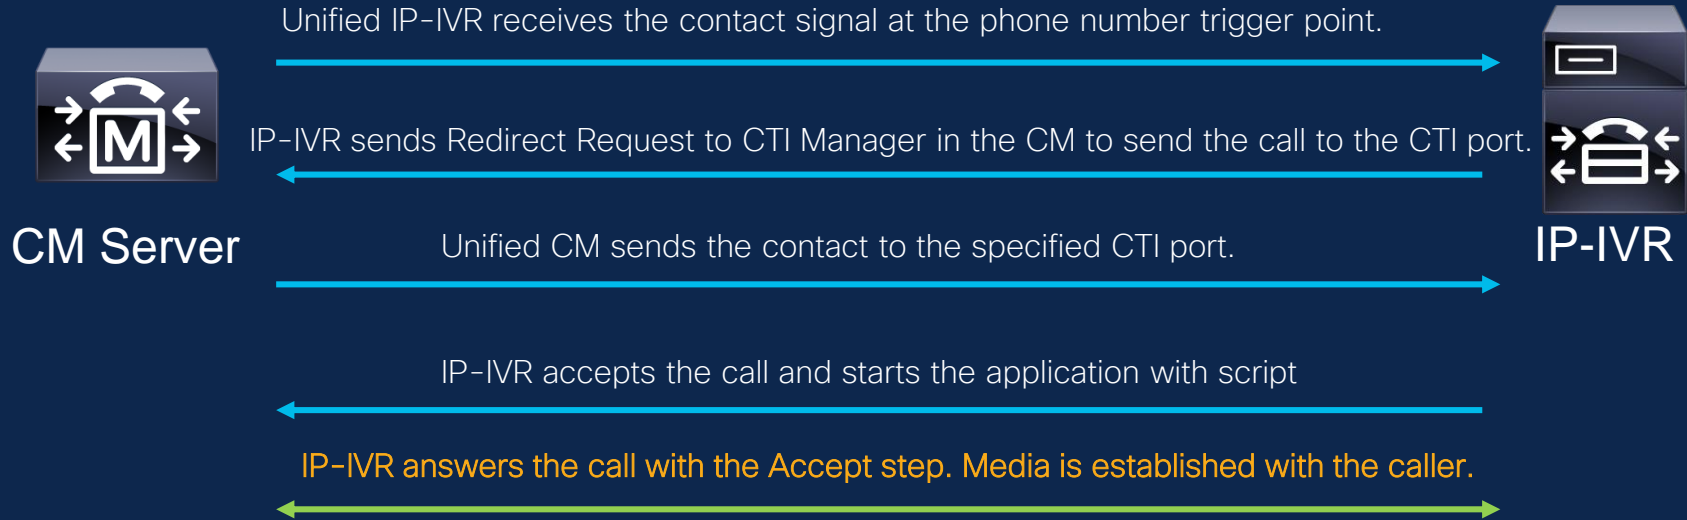 Unified IP-IVR receives the contact signal at the phone number trigger point.
M
IP-IVR sends Redirect Request to CTI Manager in the CM to send the call to the CTI port.
CM Server
Unified CM sends the contact to the specified CTI port.
IP-IVR
IP-IVR accepts the call and starts the application with script
IP-IVR answers the call with the Accept step. Media is established with the caller.